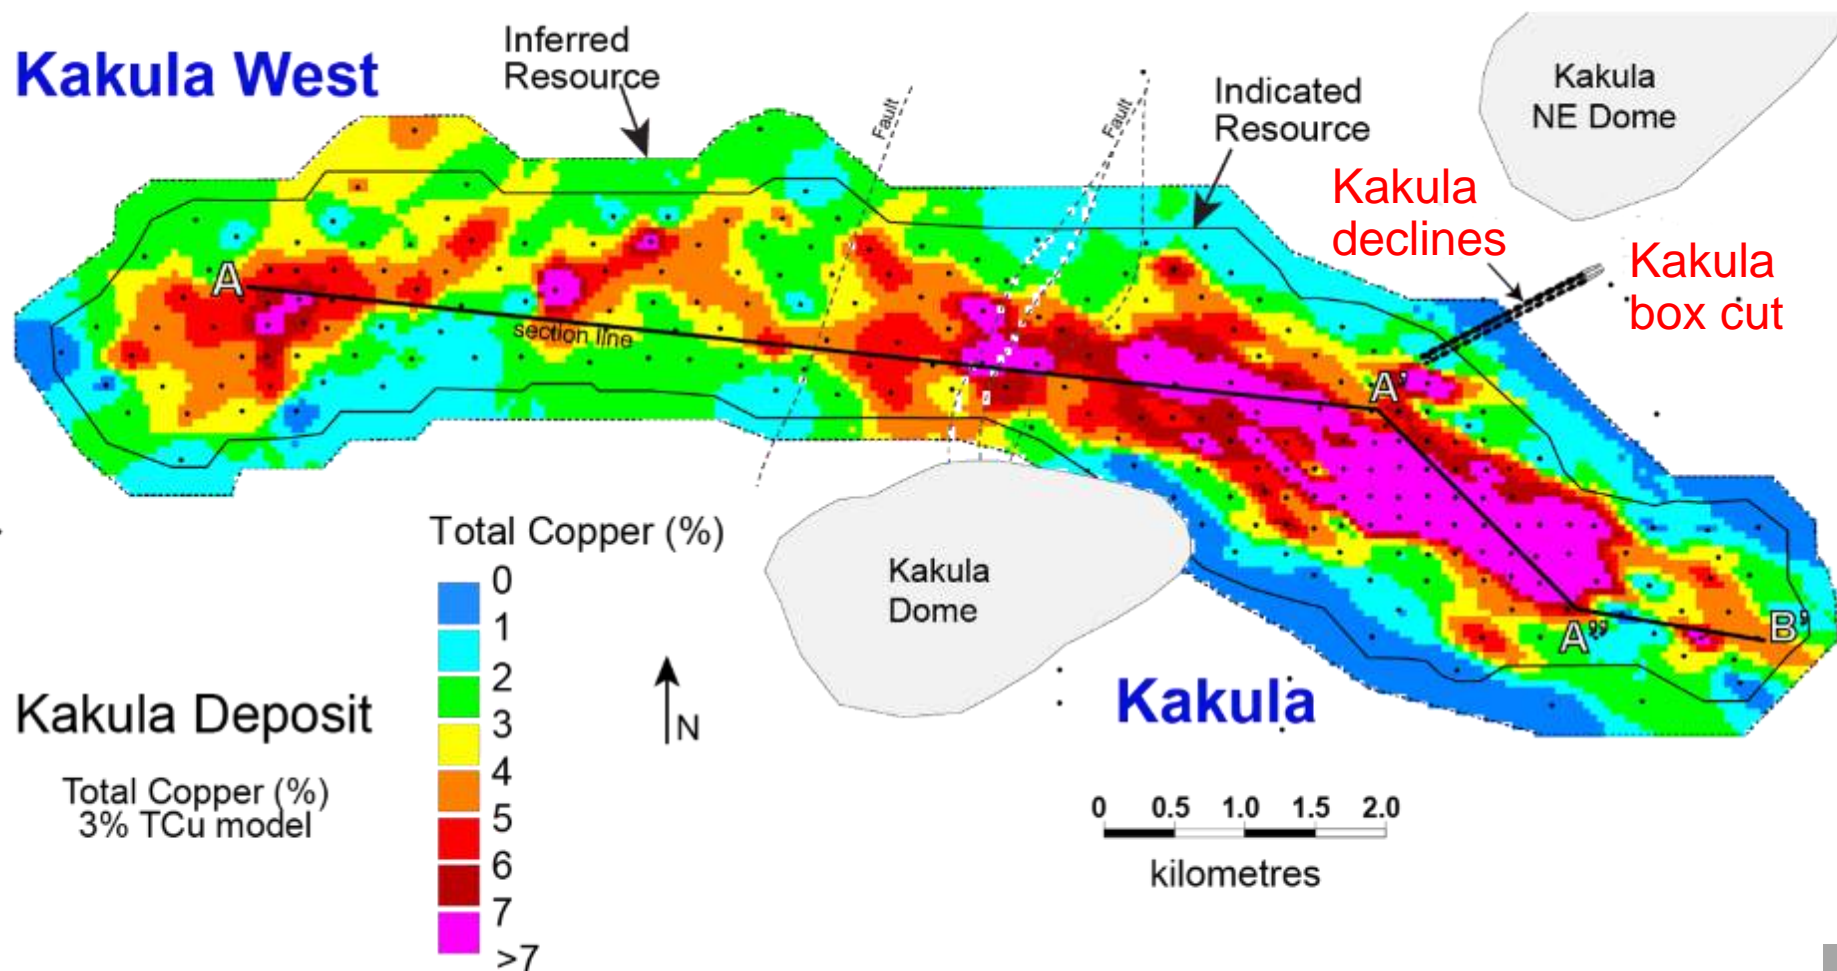 Kakula West
Inferred
Resource
Fault
Fault
Indicated
Resource
Kakula
NE Dome
Kakula
declines
Kakula
box cut
A
section line
A'
A"
B'
Kakula
Dome
Kakula
Total Copper (%)
0
1
2
3
4
5
6
7
>7
N
Kakula Deposit
Total Copper (%)
3% TCu model
0 0.5 1.0 1.5 2.0
kilometres